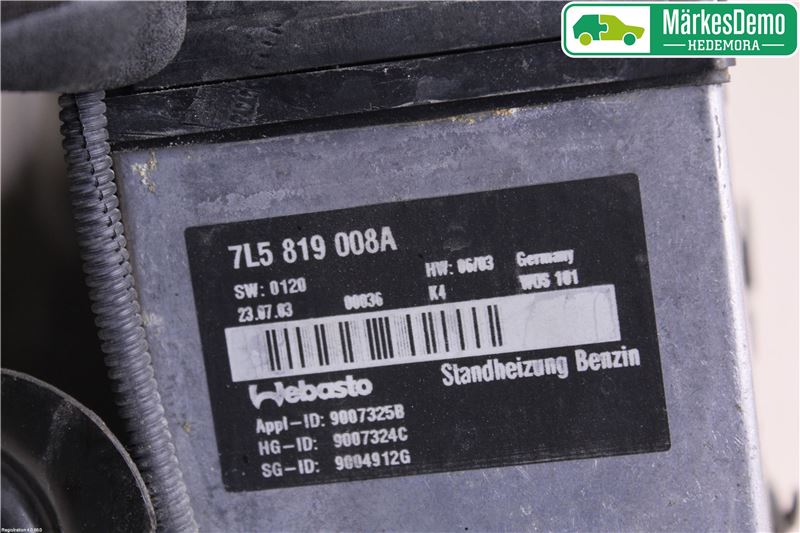 MärkesDemo
HEDEMORA
7L5 819 008A
SW: 0120 HW: 06/03 Germany
23.07.03 00036 K4 WUS 101
Webasto Standheizung Benzin
Appl-ID: 9007325B
HG-ID: 9007324C
SG-ID: 9004912G